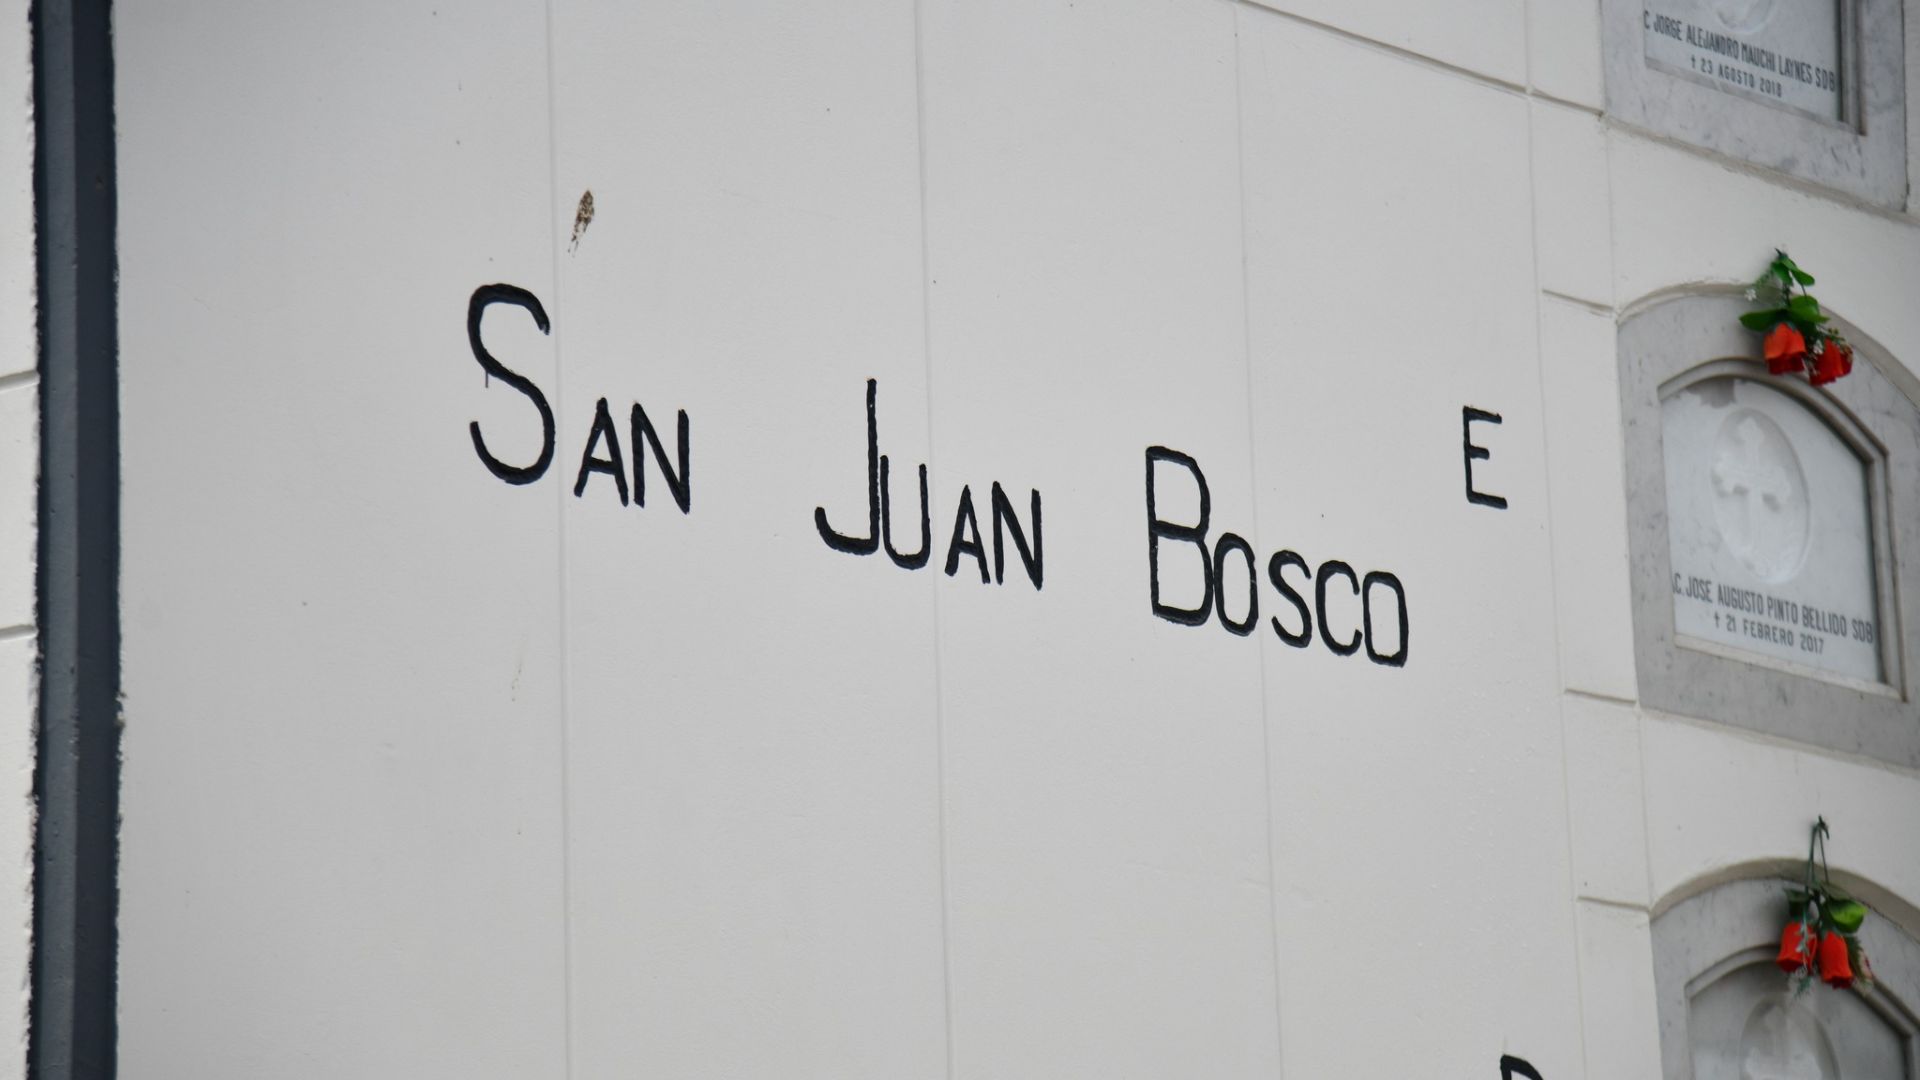 SAN JUAN BOSCO
E
C JORGE ALEJANDRO MAUCHI LAYNES SDB
† 23 AGOSTO 2018
C. JOSE AUGUSTO PINTO BELLIDO SDB
† 21 FEBRERO 2017